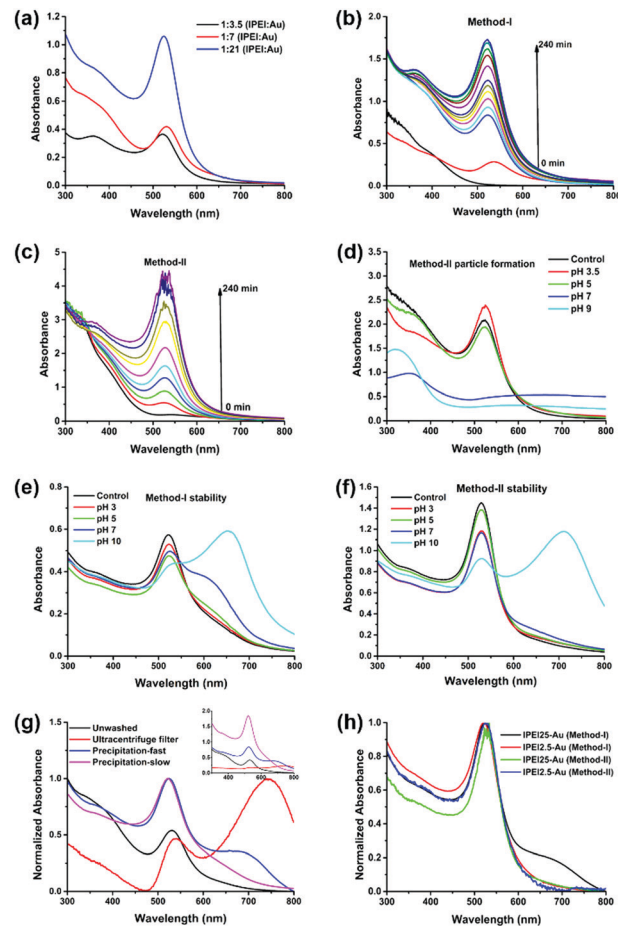 (a)
1:3.5 (IPEI:Au)
1:7 (IPEI:Au)
1:21 (IPEI:Au)
Absorbance
1.2
1.0
0.8
0.6
0.4
0.2
0.0
300 400 500 600 700 800
Wavelength (nm)
(b)
Method-I
240 min
0 min
Absorbance
2.0
1.5
1.0
0.5
0.0
300 400 500 600 700 800
Wavelength (nm)
(c)
Method-II
240 min
0 min
Absorbance
5
4
3
2
1
0
300 400 500 600 700 800
Wavelength (nm)
(d)
Method-II particle formation
Control
pH 3.5
pH 5
pH 7
pH 9
Absorbance
3.5
3.0
2.5
2.0
1.5
1.0
0.5
0.0
300 400 500 600 700 800
Wavelength (nm)
(e)
Method-I stability
Control
pH 3
pH 5
pH 7
pH 10
Absorbance
0.8
0.6
0.4
0.2
0.0
300 400 500 600 700 800
Wavelength (nm)
(f)
Method-II stability
Control
pH 3
pH 5
pH 7
pH 10
Absorbance
1.6
1.4
1.2
1.0
0.8
0.6
0.4
0.2
0.0
300 400 500 600 700 800
Wavelength (nm)
(g)
Unwashed
Ultracentrifuge filter
Precipitation-fast
Precipitation-slow
2.0
1.5
1.0
0.5
0.0
400 500 600 700 800
Normalized Absorbance
1.5
1.0
0.5
0.0
300 400 500 600 700 800
Wavelength (nm)
(h)
IPEI25-Au (Method-I)
IPEI2.5-Au (Method-I)
IPEI25-Au (Method-II)
IPEI2.5-Au (Method-II)
Normalized Absorbance
1.0
0.8
0.6
0.4
0.2
0.0
300 400 500 600 700 800
Wavelength (nm)